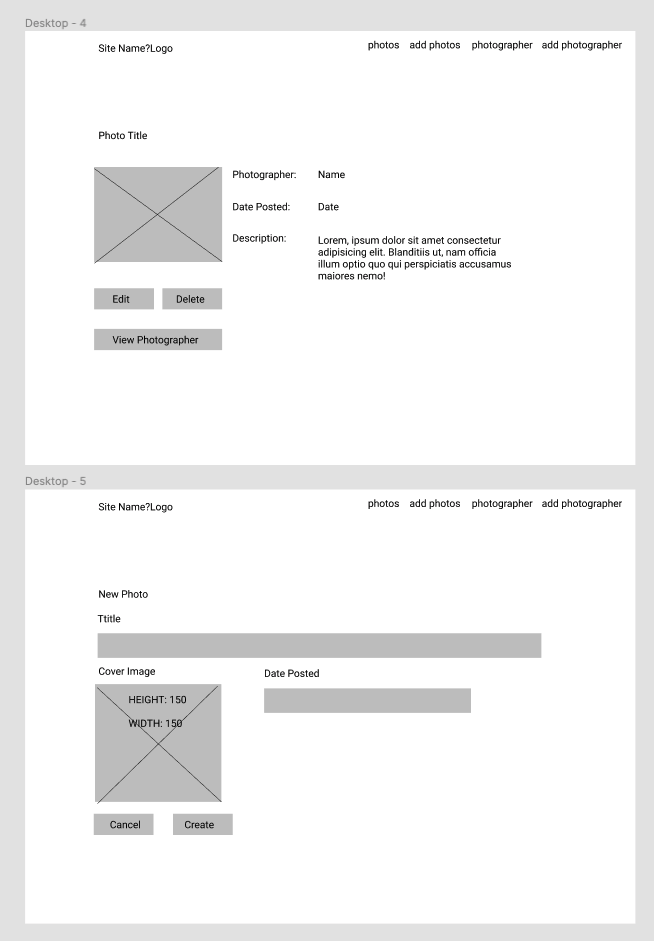 Desktop - 4
Site Name?Logo
photos add photos photographer add photographer
Photo Title
Photographer: Name
Date Posted: Date
Description: Lorem, ipsum dolor sit amet consectetur
adipisicing elit. Blanditiis ut, nam officia
illum optio quo qui perspiciatis accusamus
maiores nemo!
Edit Delete
View Photographer
Desktop - 5
Site Name?Logo
photos add photos photographer add photographer
New Photo
Ttitle
Cover Image Date Posted
HEIGHT: 150
WIDTH: 150
Cancel Create